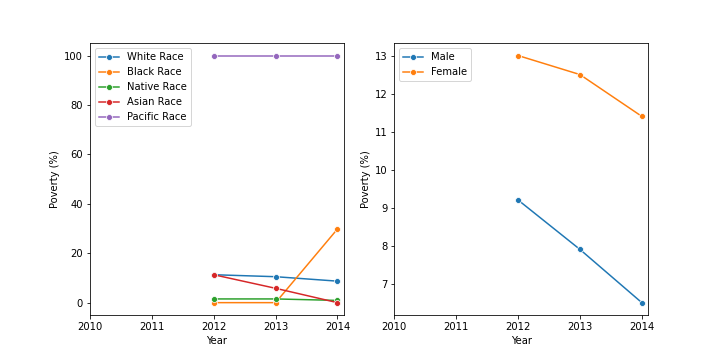 White Race
Black Race
Native Race
Asian Race
Pacific Race
100
80
60
40
20
0
Poverty (%)
2010 2011 2012 2013 2014
Year
Male
Female
13
12
11
10
9
8
7
Poverty (%)
2010 2011 2012 2013 2014
Year